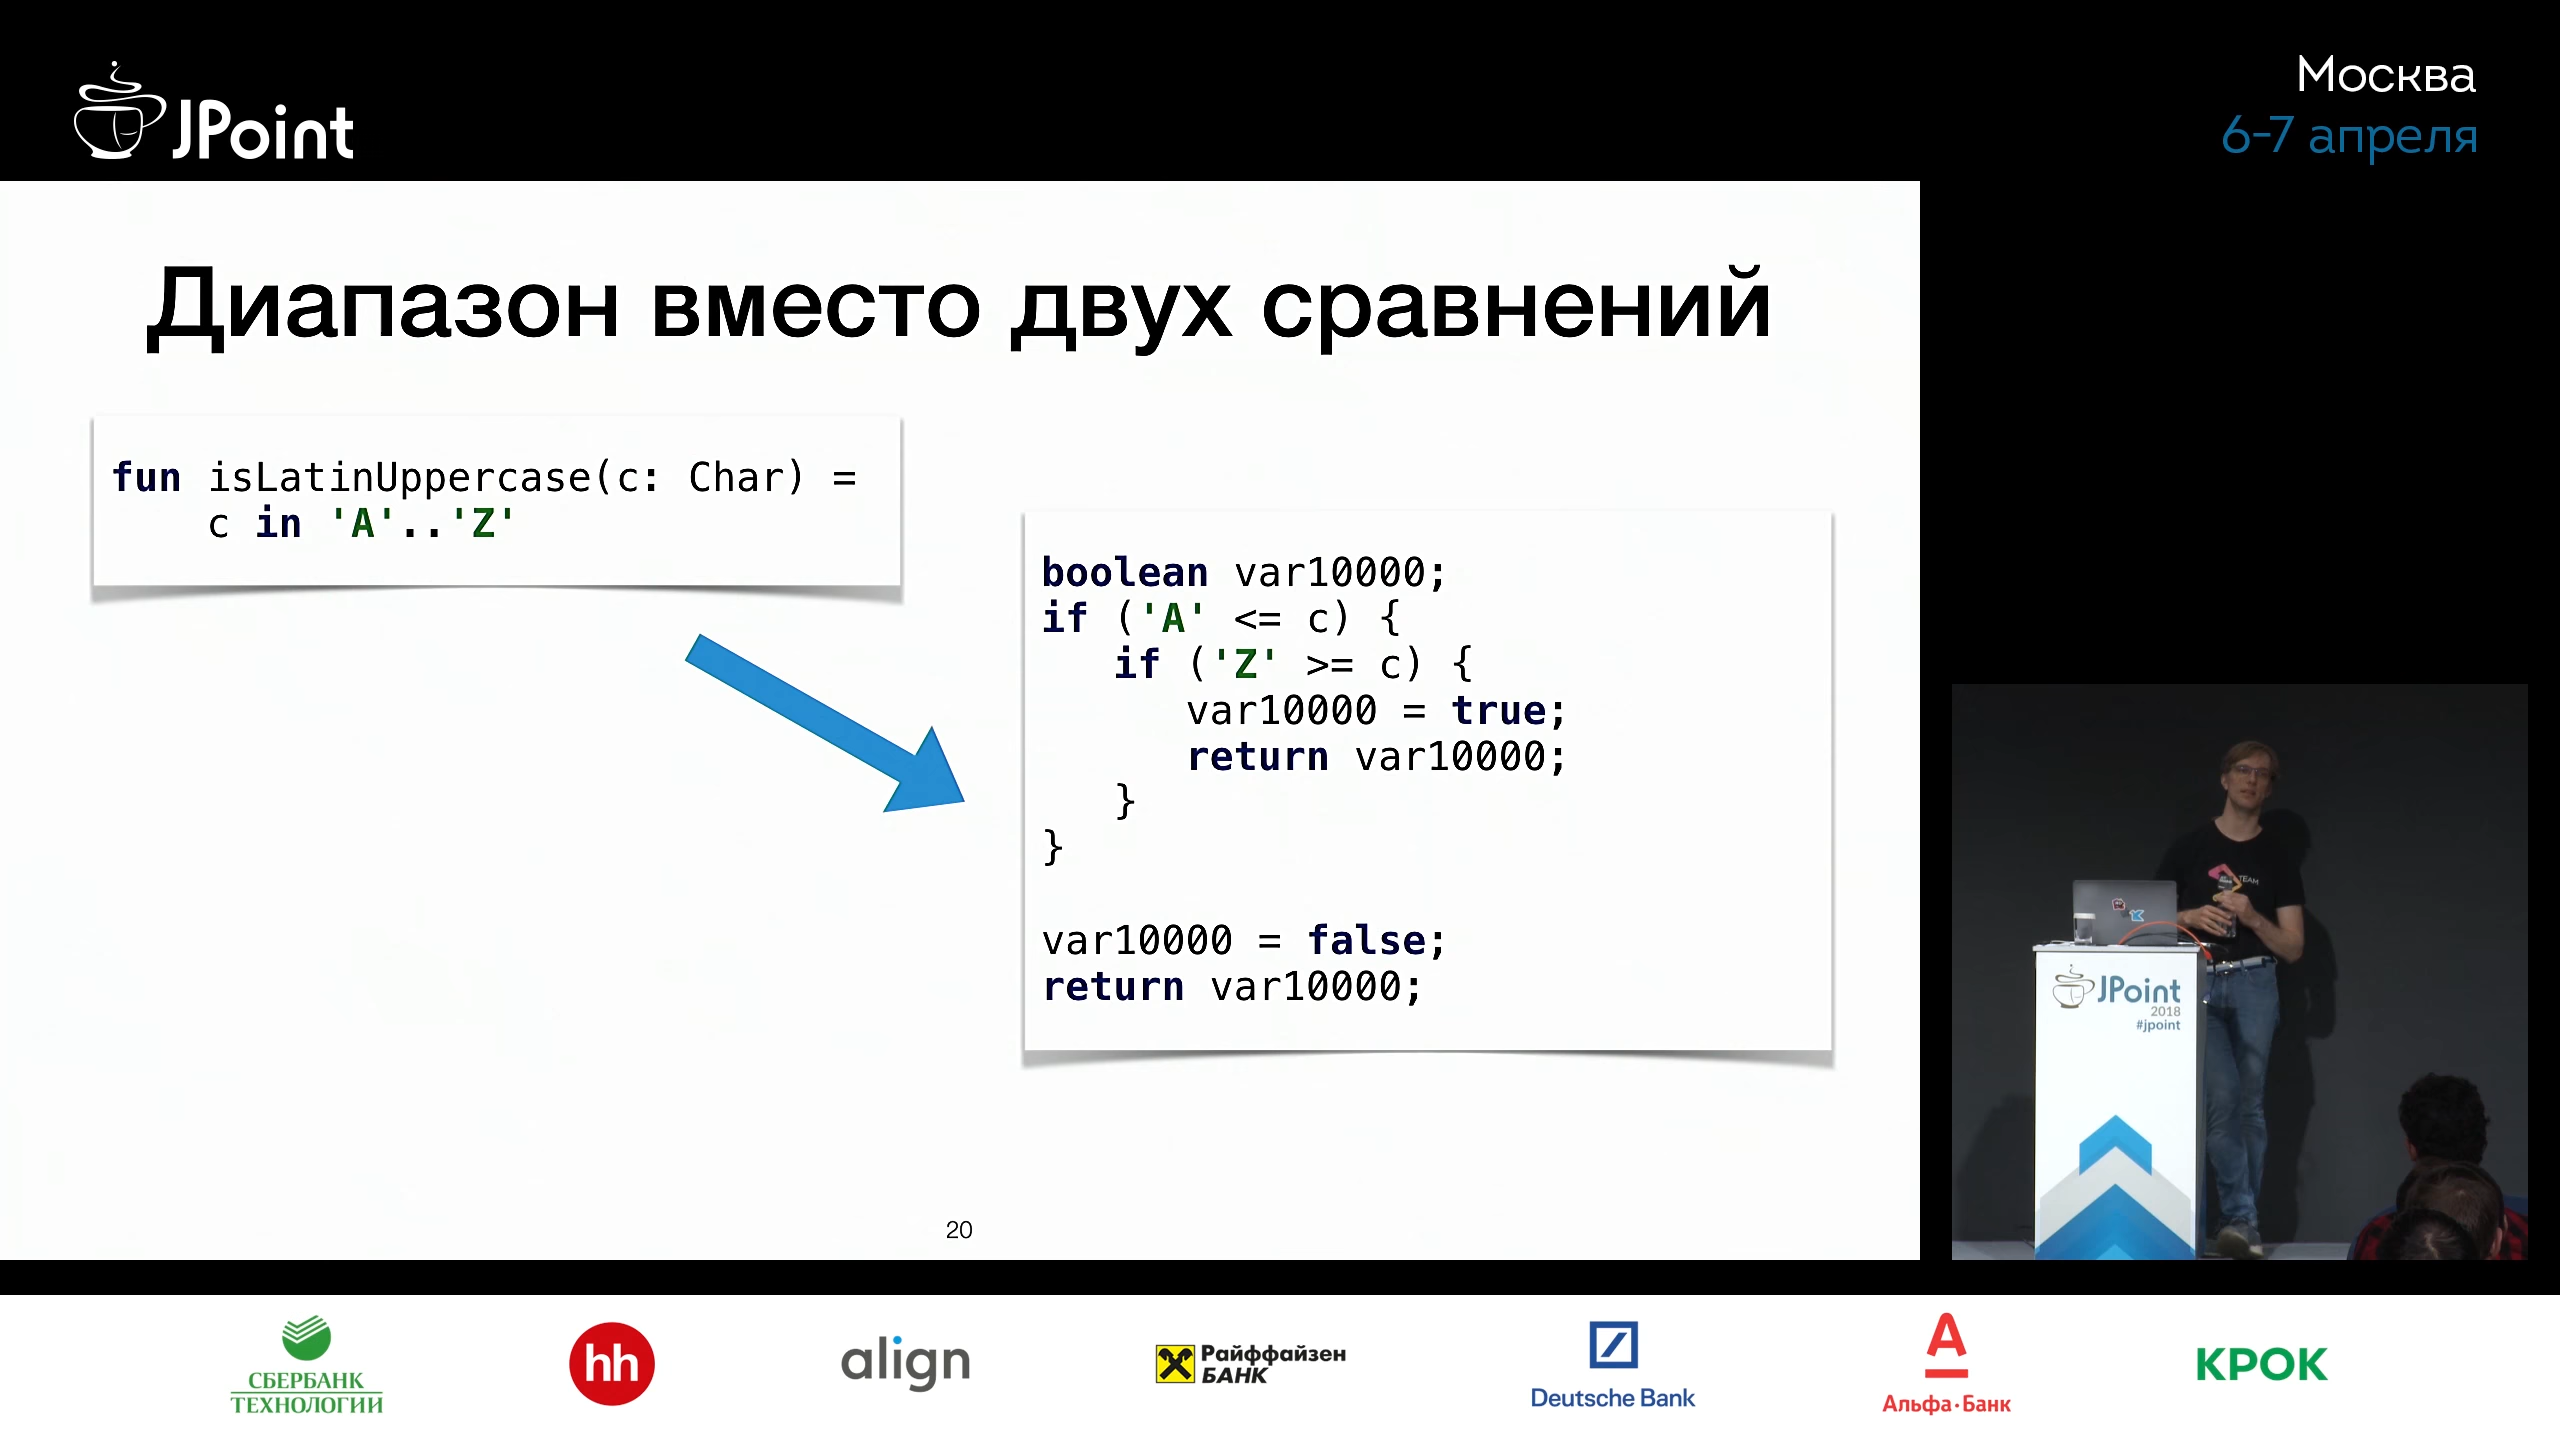 JPoint
Москва
6-7 апреля
Диапазон вместо двух сравнений
fun isLatinUppercase(c: Char) =
    c in 'A'..'Z'
boolean var10000;
if ('A' <= c) {
   if ('Z' >= c) {
      var10000 = true;
      return var10000;
   }
}
var10000 = false;
return var10000;
20
TEAM
JPoint
2018
#jpoint
СБЕРБАНК
ТЕХНОЛОГИИ
hh
align
Райффайзен
БАНК
Deutsche Bank
А
Альфа·Банк
КРОК